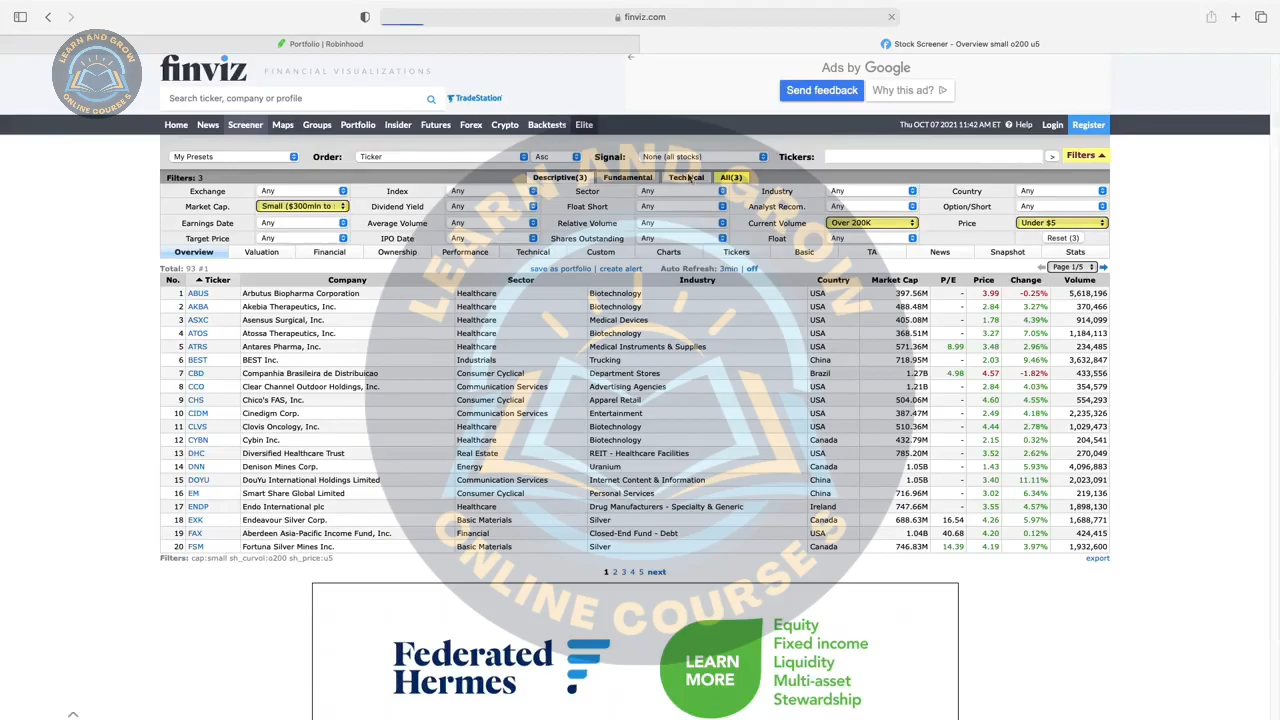 finviz.com
Portfolio | Robinhood
Stock Screener - Overview small o200 u5
LEARN AND GROW
ONLINE COURSES
finviz FINANCIAL VISUALIZATIONS
Ads by Google
Send feedback Why this ad?
Search ticker, company or profile TradeStation
Home News Screener Maps Groups Portfolio Insider Futures Forex Crypto Backtests Elite Thu OCT 07 2021 11:42 AM ET Help Login Register
My Presets Order: Ticker Asc Signal: None (all stocks) Tickers: > Filters
Filters: 3 Descriptive(3) Fundamental Technical All(3)
Exchange Any Index Any Sector Any Industry Any Country Any
Market Cap. Small ($300mln to Dividend Yield Any Float Short Any Analyst Recom. Any Option/Short Any
Earnings Date Any Average Volume Any Relative Volume Any Current Volume Over 200K Price Under $5
Target Price Any IPO Date Any Shares Outstanding Any Float Any Reset (3)
Overview Valuation Financial Ownership Performance Technical Custom Charts Tickers Basic TA News Snapshot Stats
Total: 93 #1 save as portfolio | create alert Auto Refresh: 3min | off Page 1/5
No. Ticker Company Sector Industry Country Market Cap P/E Price Change Volume
1 ABUS Arbutus Biopharma Corporation Healthcare Biotechnology USA 397.56M - 3.99 -0.25% 5,618,196
2 AKBA Akebia Therapeutics, Inc. Healthcare Biotechnology USA 488.48M - 2.84 3.27% 370,466
3 ASXC Asensus Surgical, Inc. Healthcare Medical Devices USA 405.08M - 1.78 4.39% 914,099
4 ATOS Atossa Therapeutics, Inc. Healthcare Biotechnology USA 368.51M - 3.27 7.05% 1,184,113
5 ATRS Antares Pharma, Inc. Healthcare Medical Instruments & Supplies USA 571.36M 8.99 3.48 2.96% 234,485
6 BEST BEST Inc. Industrials Trucking China 718.95M - 2.03 9.46% 3,632,847
7 CBD Companhia Brasileira de Distribuicao Consumer Cyclical Department Stores Brazil 1.27B 4.98 4.57 -1.82% 433,556
8 CCO Clear Channel Outdoor Holdings, Inc. Communication Services Advertising Agencies USA 1.21B - 2.84 4.03% 354,579
9 CHS Chico's FAS, Inc. Consumer Cyclical Apparel Retail USA 504.06M - 4.60 4.55% 554,293
10 CIDM Cinedigm Corp. Communication Services Entertainment USA 387.47M - 2.49 4.18% 2,235,326
11 CLVS Clovis Oncology, Inc. Healthcare Biotechnology USA 510.36M - 4.44 2.78% 1,029,473
12 CYBN Cybin Inc. Healthcare Biotechnology Canada 432.79M - 2.15 0.32% 204,541
13 DHC Diversified Healthcare Trust Real Estate REIT - Healthcare Facilities USA 785.20M - 3.52 2.62% 270,049
14 DNN Denison Mines Corp. Energy Uranium Canada 1.05B - 1.43 5.93% 4,096,883
15 DOYU DouYu International Holdings Limited Communication Services Internet Content & Information China 1.05B - 3.40 11.11% 2,023,091
16 EM Smart Share Global Limited Consumer Cyclical Personal Services China 716.96M - 3.02 6.34% 219,136
17 ENDP Endo International plc Healthcare Drug Manufacturers - Specialty & Generic Ireland 747.66M - 3.55 4.57% 1,898,130
18 EXK Endeavour Silver Corp. Basic Materials Silver Canada 688.63M 16.54 4.26 5.97% 1,688,771
19 FAX Aberdeen Asia-Pacific Income Fund, Inc. Financial Closed-End Fund - Debt USA 1.04B 40.68 4.20 0.12% 424,415
20 FSM Fortuna Silver Mines Inc. Basic Materials Silver Canada 746.83M 14.39 4.19 3.97% 1,932,600
Filters: cap:small sh_curvol:o200 sh_price:u5 export
1 2 3 4 5 next
LEARN AND GROW
ONLINE COURSES
Federated Hermes
LEARN MORE
Equity
Fixed income
Liquidity
Multi-asset
Stewardship